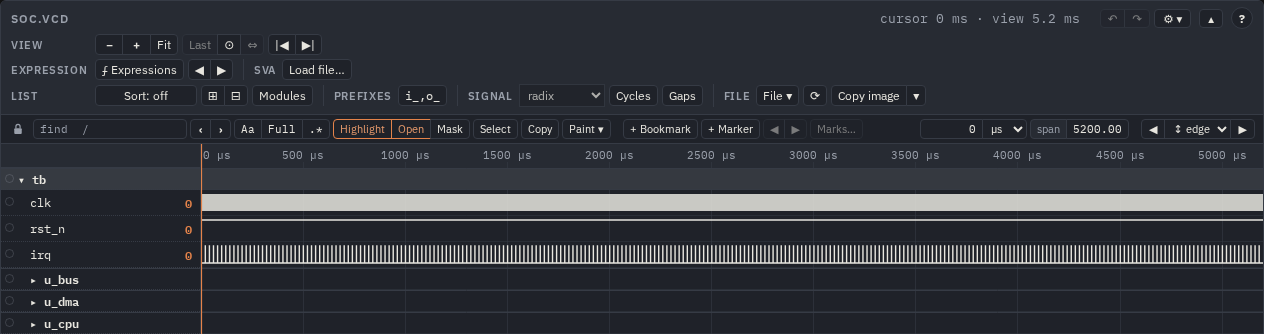 SOC.VCD cursor 0 ms · view 5.2 ms ↶ ↷ ⚙ ▾ ▲ ?
VIEW − + Fit Last ⊙ ⇔ |◀ ▶|
EXPRESSION ⨍ Expressions ◀ ▶ SVA Load file…
LIST Sort: off ⊞ ⊟ Modules PREFIXES i_,o_ SIGNAL radix Cycles Gaps FILE File ▾ ⟳ Copy image ▾
find / ‹ › Aa Full .* Highlight Open Mask Select Copy Paint ▾ + Bookmark + Marker ◀ ▶ Marks… 0 µs span 5200.00 ◀ ↕ edge ▶
0 µs 500 µs 1000 µs 1500 µs 2000 µs 2500 µs 3000 µs 3500 µs 4000 µs 4500 µs 5000 µs
▾ tb
clk 0
rst_n 0
irq 0
▸ u_bus
▸ u_dma
▸ u_cpu